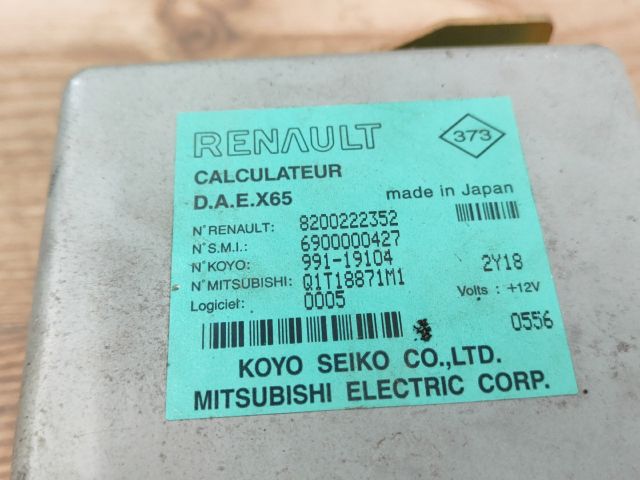 RENAULT
373
CALCULATEUR
D.A.E.X65 made in Japan
N° RENAULT: 8200222352
N° S.M.I.: 6900000427
N° KOYO: 991-19104 2Y18
N° MITSUBISHI: Q1T18871M1 Volts : +12V
Logiciel: 0005 0556
KOYO SEIKO CO.,LTD.
MITSUBISHI ELECTRIC CORP.